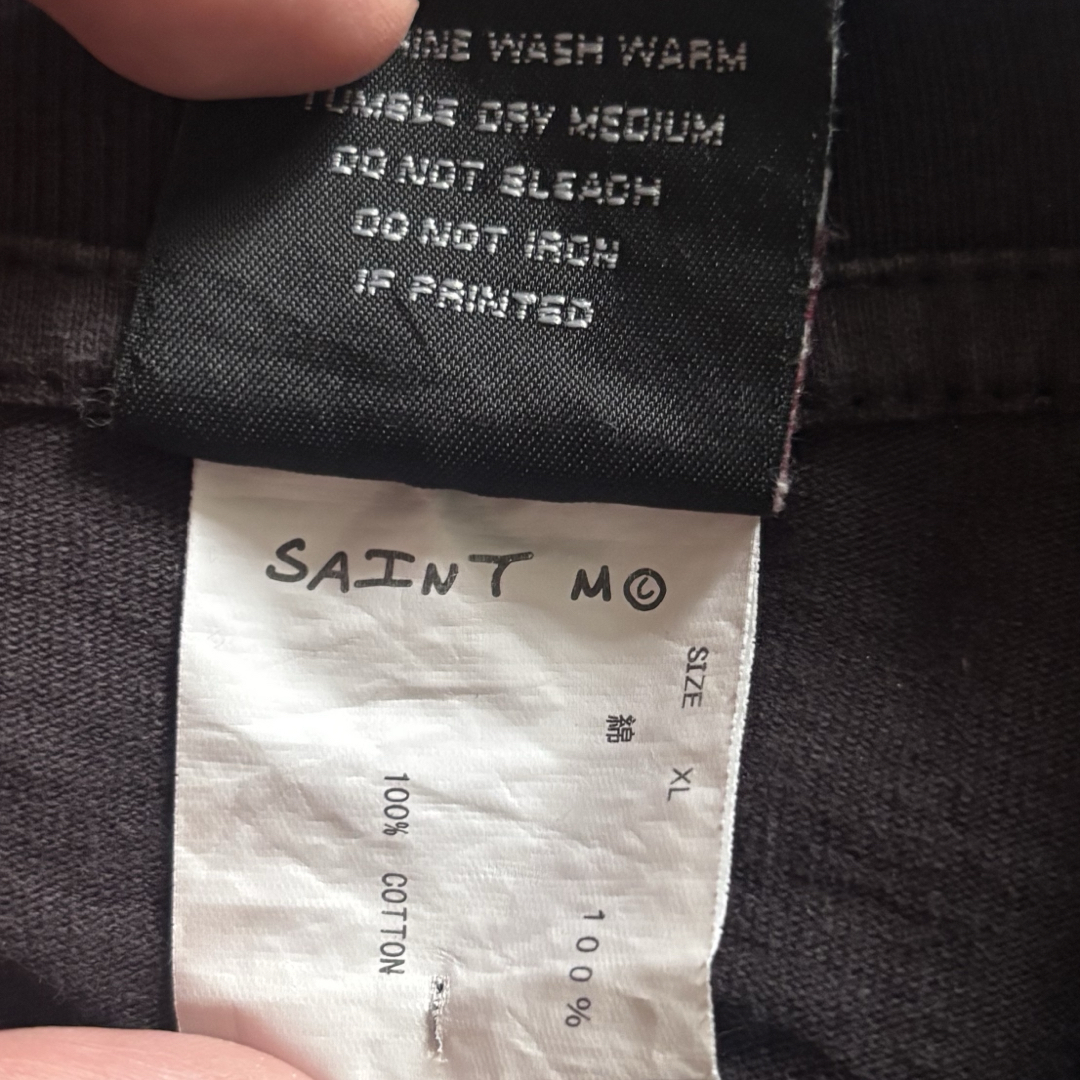 WASH WARM
TUMBLE DRY MEDIUM
DO NOT BLEACH
DO NOT IRON
IF PRINTED
SAINT M©
SIZE XL
綿 100%
100% COTTON